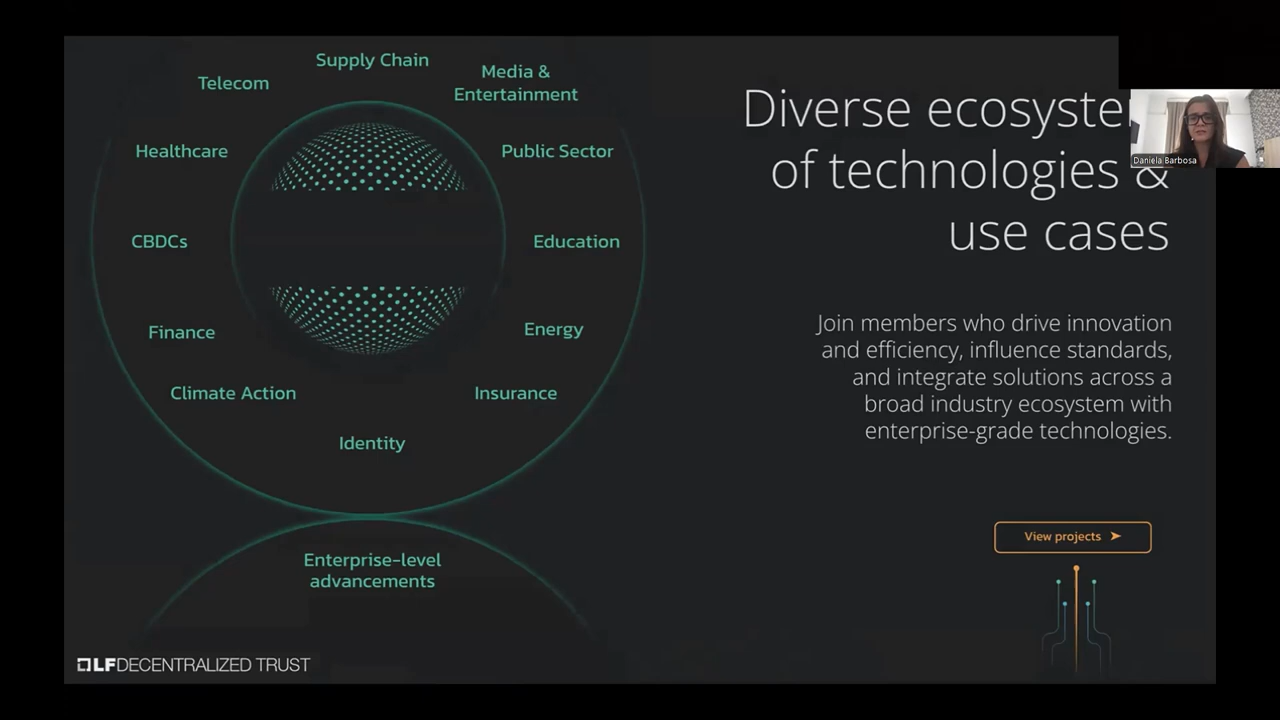 Supply Chain
Telecom
Media &
Entertainment
Healthcare
Public Sector
CBDCs
Education
Finance
Energy
Climate Action
Insurance
Identity
Enterprise-level
advancements
Diverse ecosyste
of technologies &
use cases
Daniela Barbosa
Join members who drive innovation
and efficiency, influence standards,
and integrate solutions across a
broad industry ecosystem with
enterprise-grade technologies.
View projects
LFDECENTRALIZED TRUST